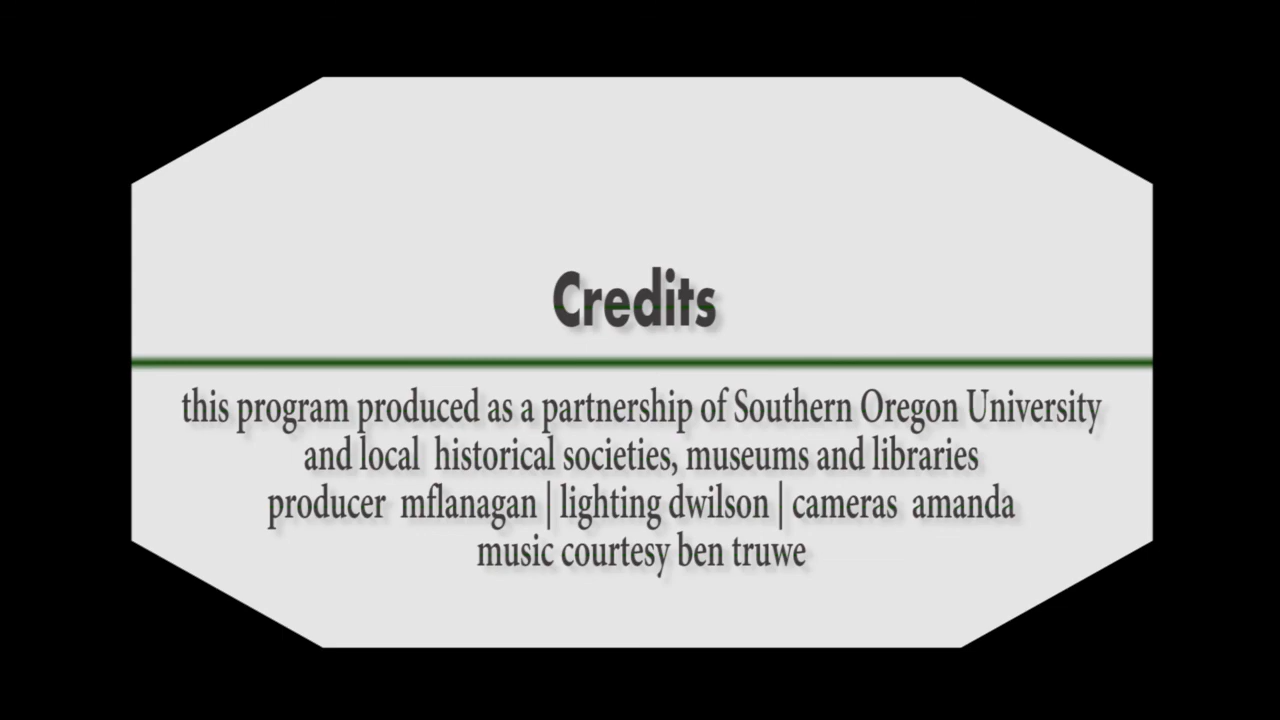 Credits
this program produced as a partnership of Southern Oregon University
and local historical societies, museums and libraries
producer mflanagan | lighting dwilson | cameras amanda
music courtesy ben truwe